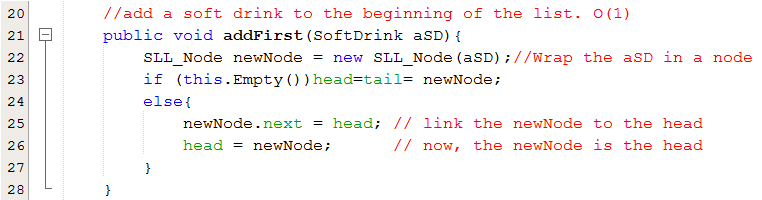 20 //add a soft drink to the beginning of the list. O(1)
21 public void addFirst(SoftDrink aSD){
22 SLL_Node newNode = new SLL_Node(aSD);//Wrap the aSD in a node
23 if (this.Empty())head=tail= newNode;
24 else{
25 newNode.next = head; // link the newNode to the head
26 head = newNode; // now, the newNode is the head
27 }
28 }